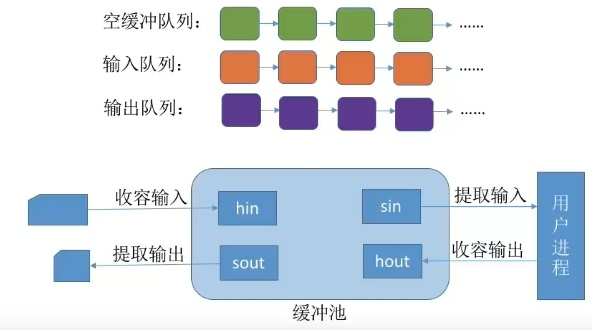 空缓冲队列： ……
输入队列： ……
输出队列： ……
收容输入 hin sin 提取输入
用户进程
提取输出 sout hout 收容输出
缓冲池